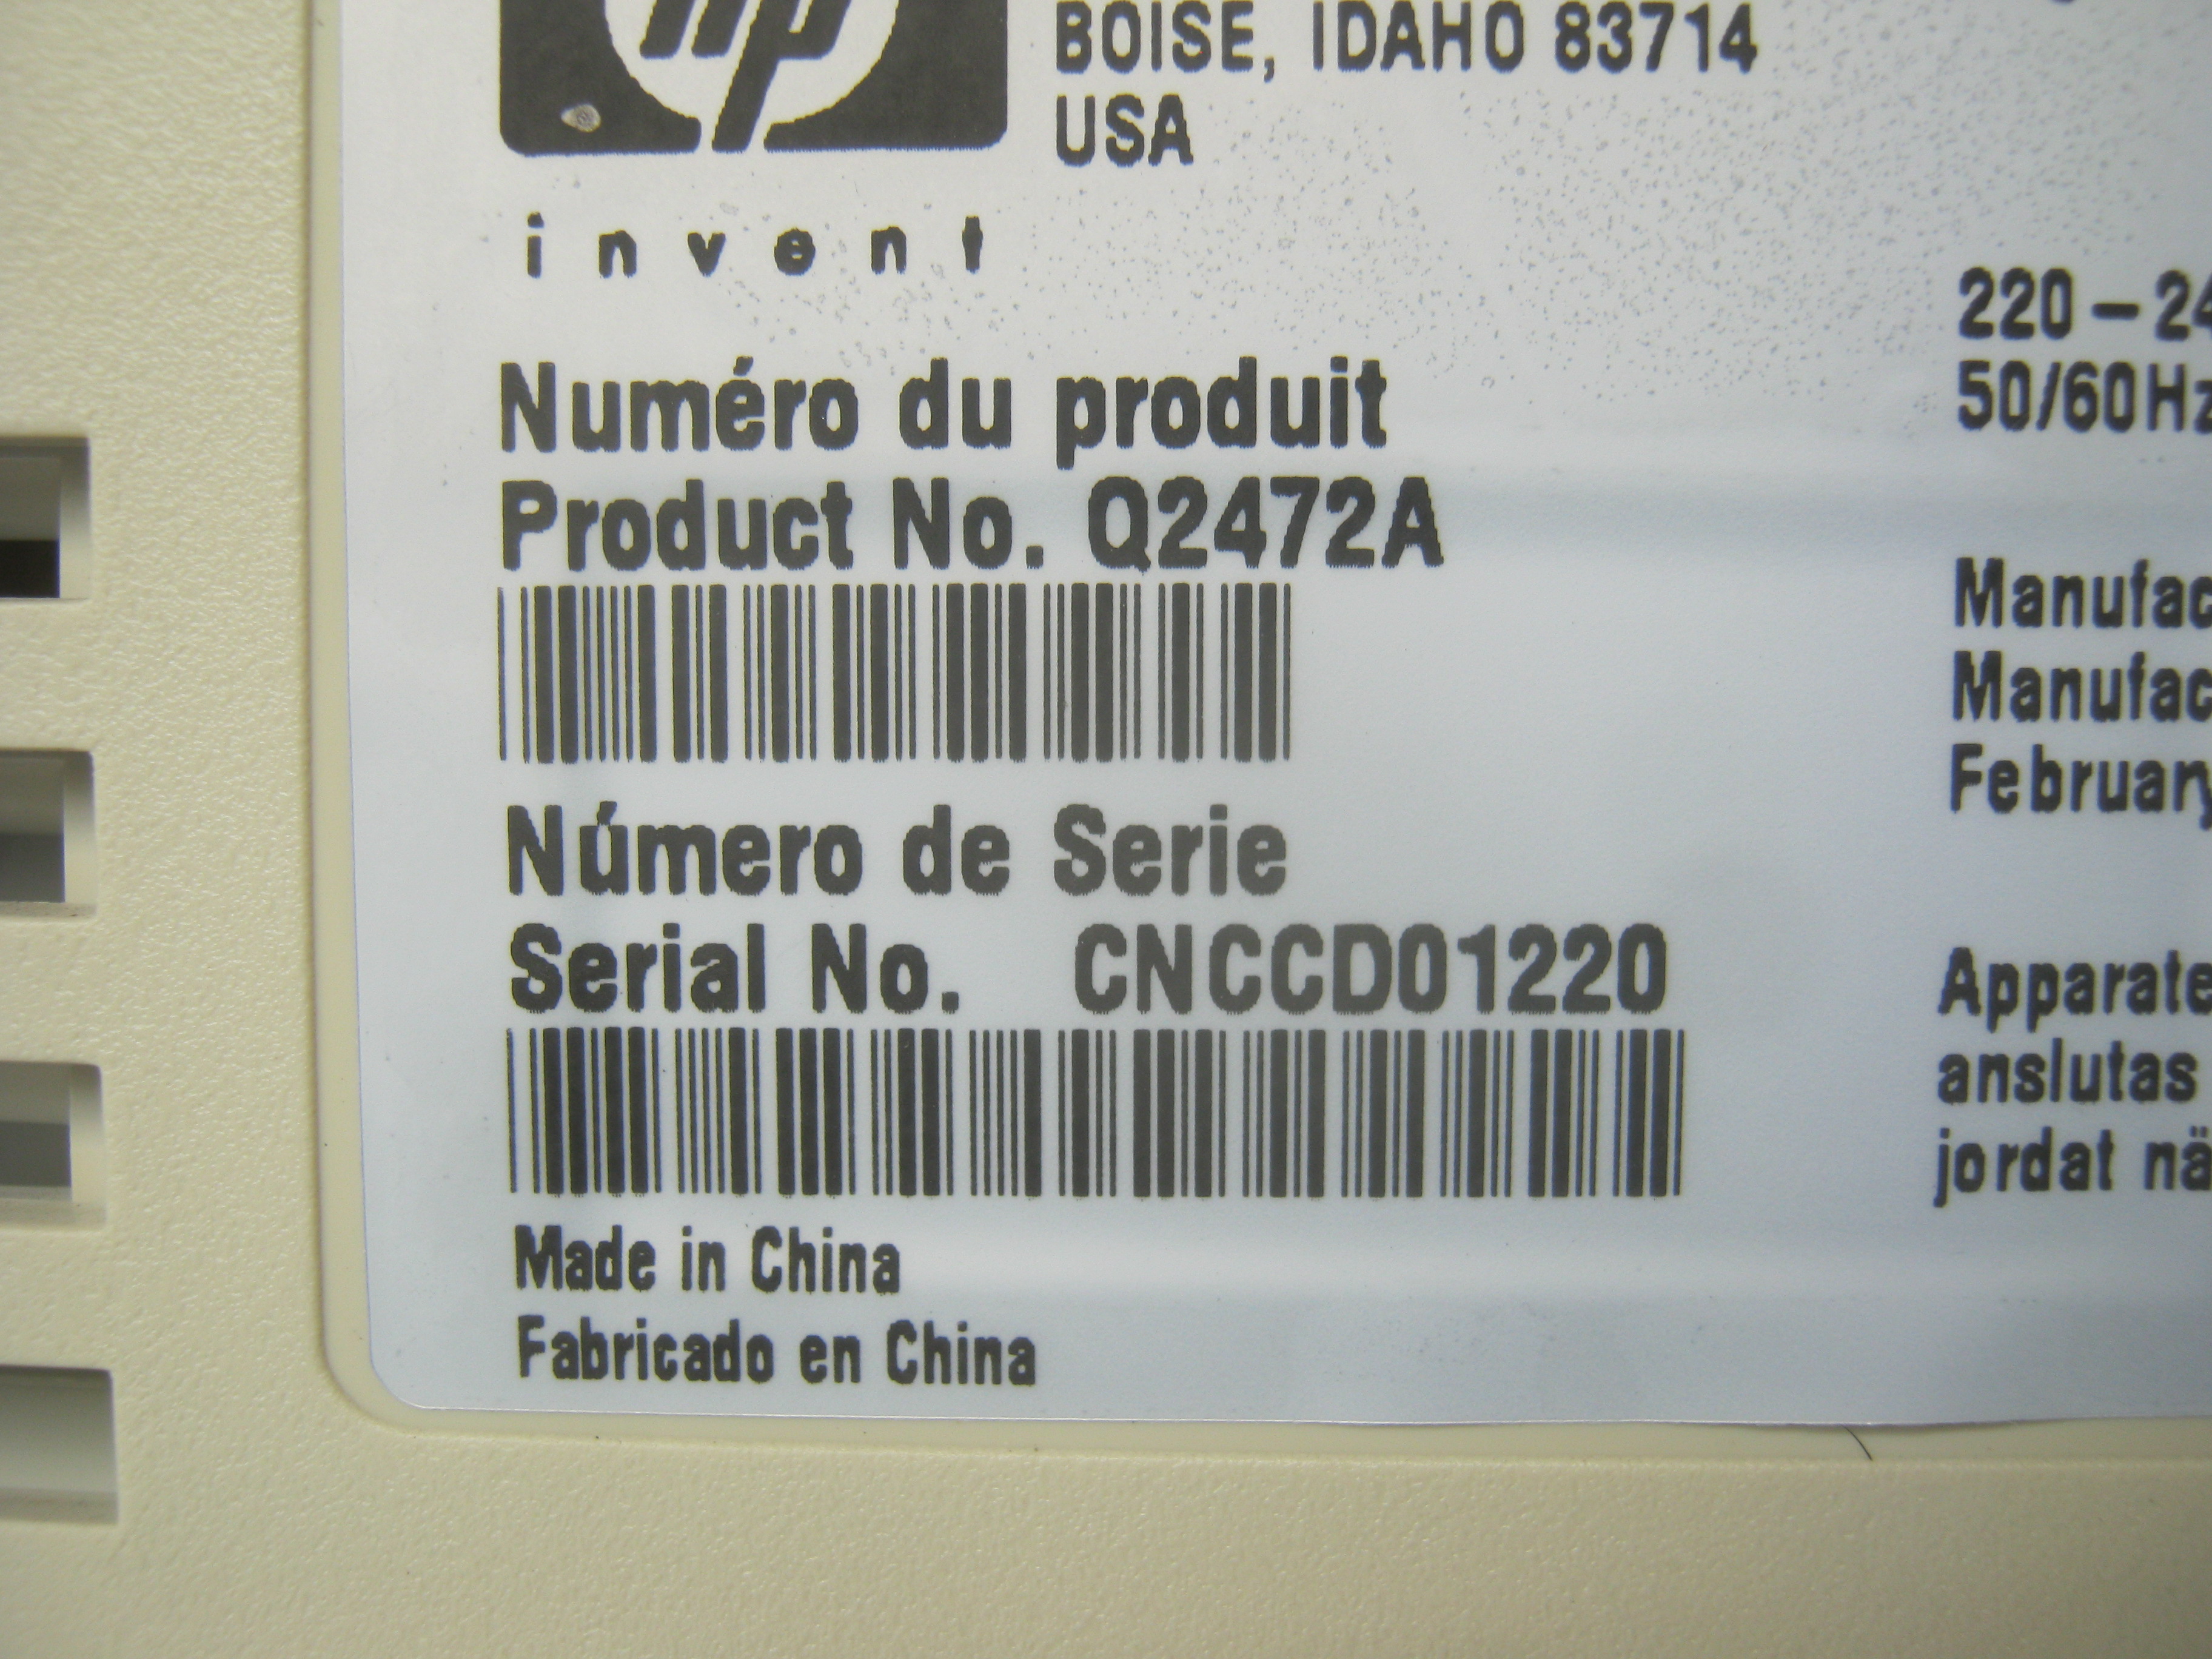 hp
BOISE, IDAHO 83714
USA
invent
Numéro du produit
Product No. Q2472A
Número de Serie
Serial No. CNCCD01220
Made in China
Fabricado en China
220 – 24
50/60Hz
Manufac
Manufac
February
Apparate
anslutas
jordat nä